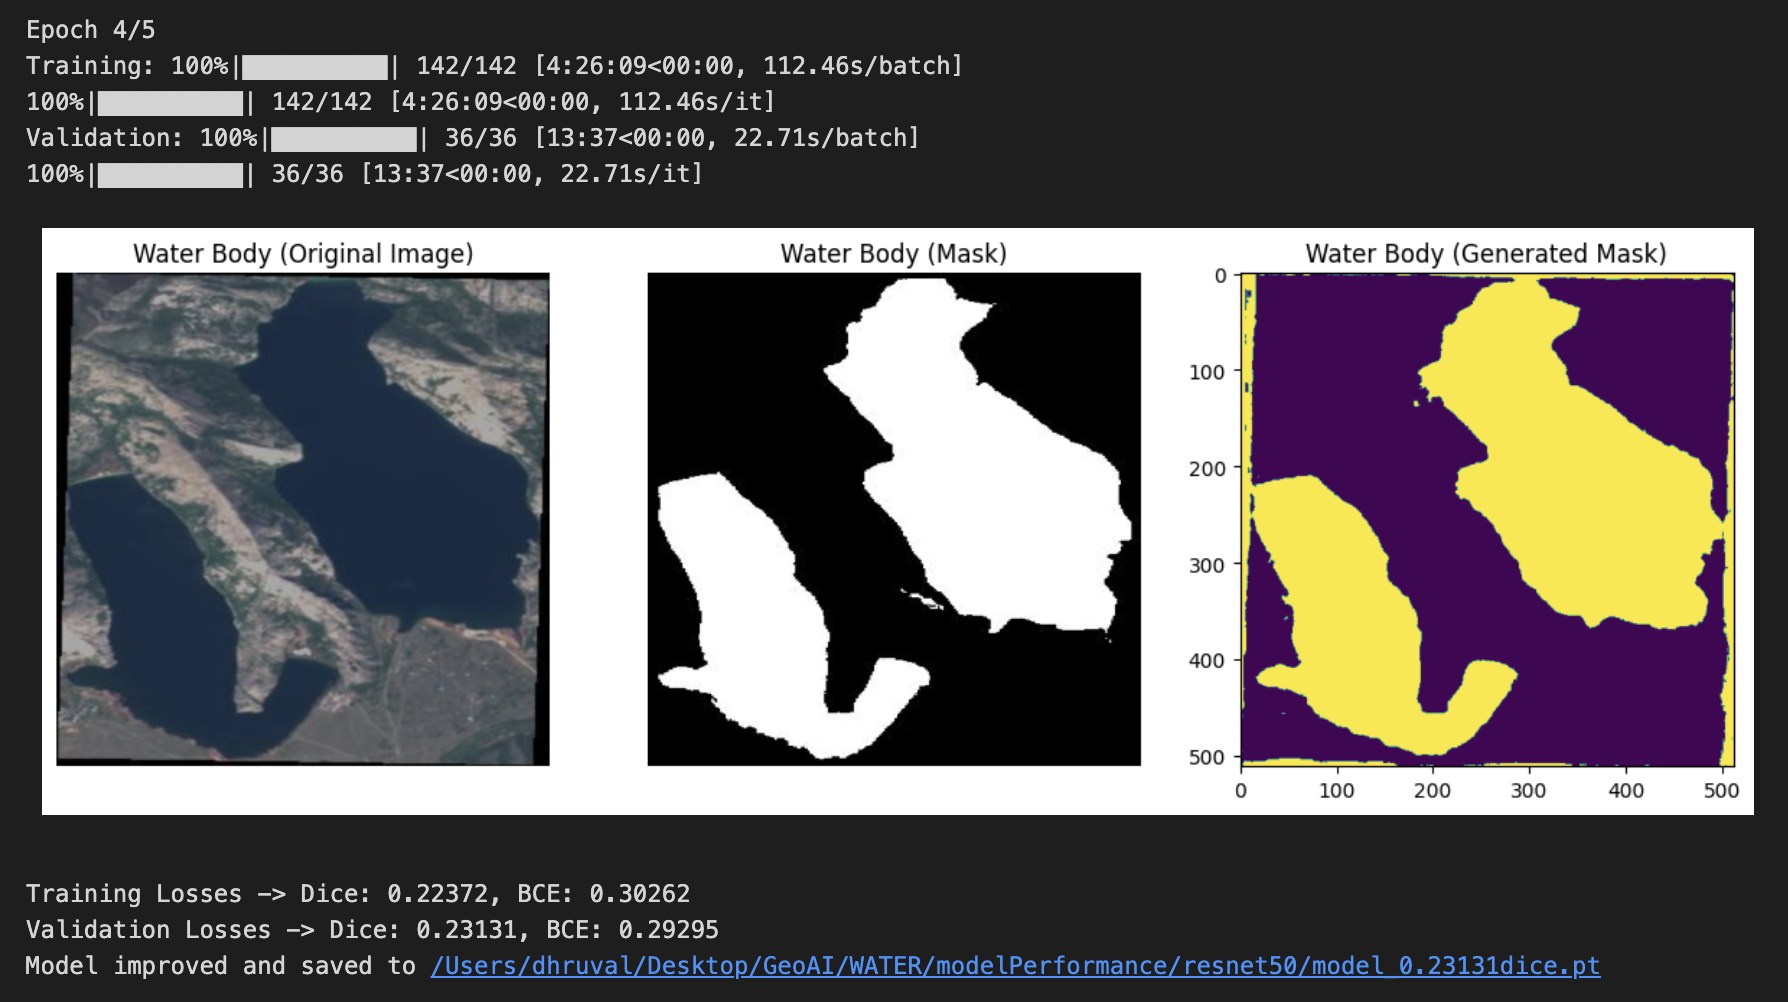 Epoch 4/5
Training: 100%|██████████| 142/142 [4:26:09<00:00, 112.46s/batch]
100%|██████████| 142/142 [4:26:09<00:00, 112.46s/it]
Validation: 100%|██████████| 36/36 [13:37<00:00, 22.71s/batch]
100%|██████████| 36/36 [13:37<00:00, 22.71s/it]
Water Body (Original Image)
Water Body (Mask)
Water Body (Generated Mask)
0
100
200
300
400
500
0 100 200 300 400 500
Training Losses -> Dice: 0.22372, BCE: 0.30262
Validation Losses -> Dice: 0.23131, BCE: 0.29295
Model improved and saved to /Users/dhruval/Desktop/GeoAI/WATER/modelPerformance/resnet50/model_0.23131dice.pt